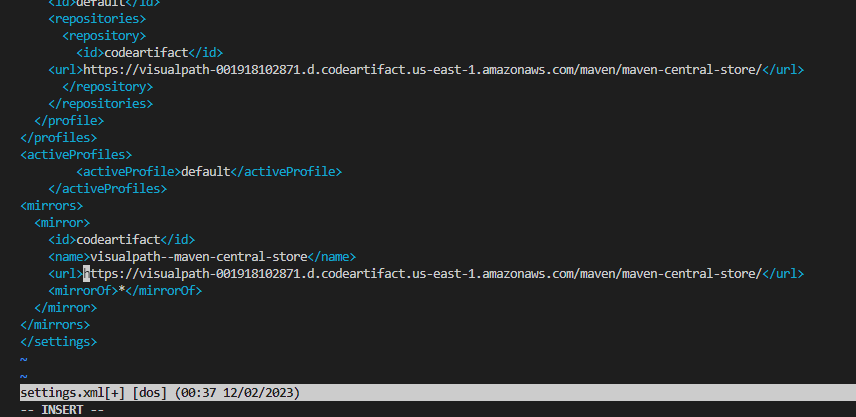 <id>default</id>
<repositories>
<repository>
<id>codeartifact</id>
<url>https://visualpath-001918102871.d.codeartifact.us-east-1.amazonaws.com/maven/maven-central-store/</url>
</repository>
</repositories>
</profile>
</profiles>
<activeProfiles>
<activeProfile>default</activeProfile>
</activeProfiles>
<mirrors>
<mirror>
<id>codeartifact</id>
<name>visualpath--maven-central-store</name>
<url>https://visualpath-001918102871.d.codeartifact.us-east-1.amazonaws.com/maven/maven-central-store/</url>
<mirrorOf>*</mirrorOf>
</mirror>
</mirrors>
</settings>
~
~
settings.xml[+] [dos] (00:37 12/02/2023)
-- INSERT --